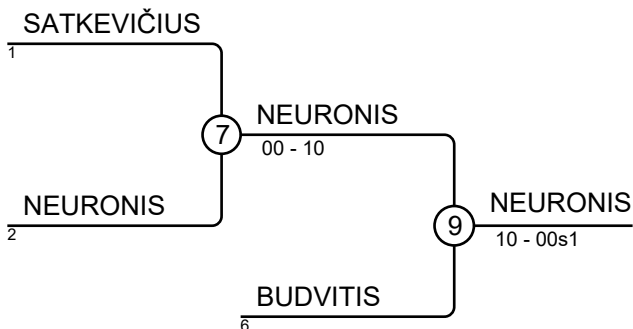 SATKEVIČIUS
1
7
NEURONIS
00 - 10
NEURONIS
2
9
NEURONIS
10 - 00s1
BUDVITIS
6